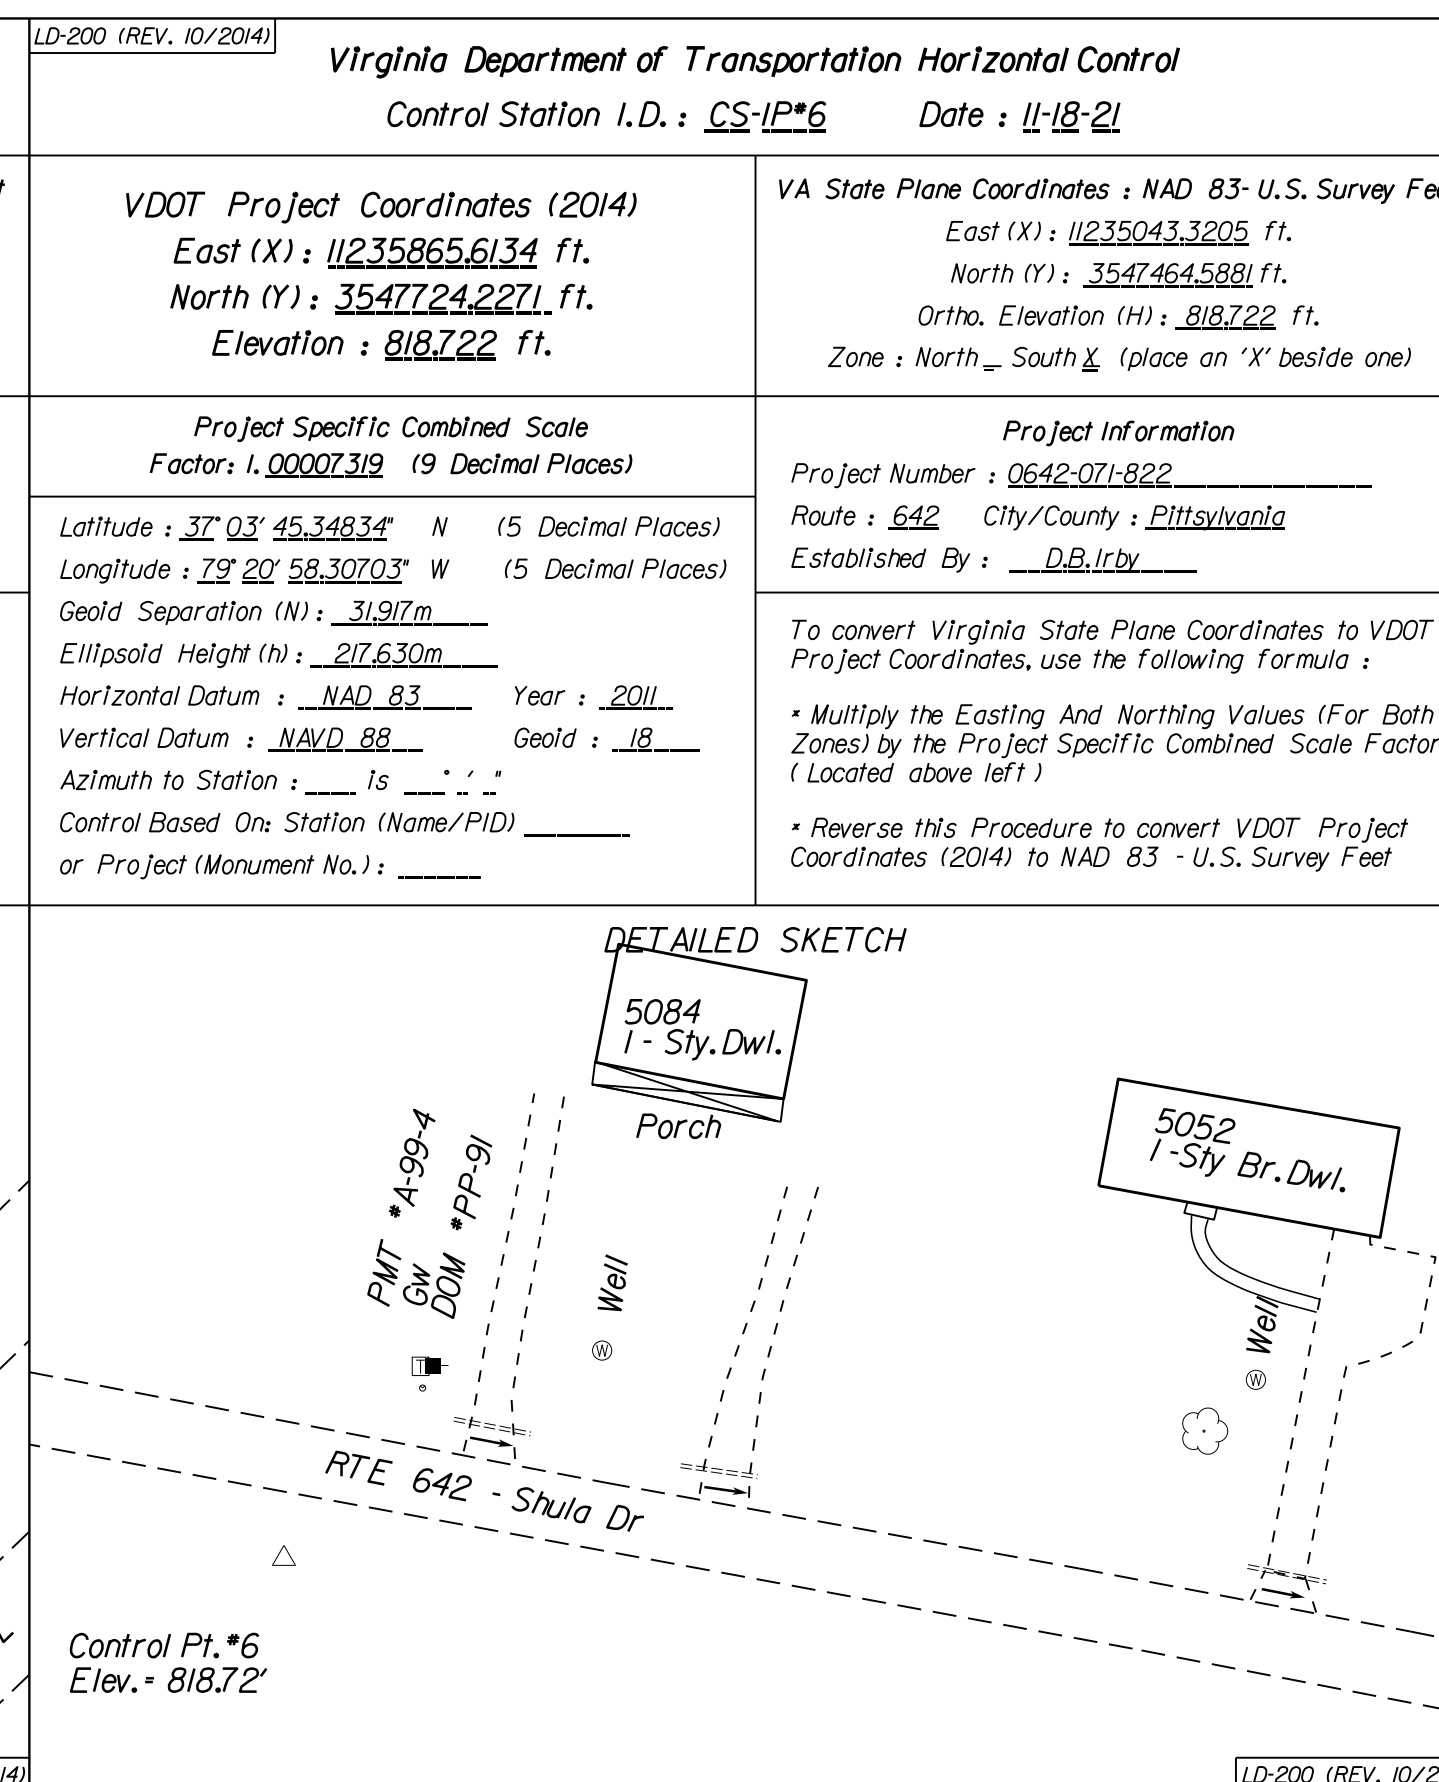 LD-200 (REV. 10/2014)
Virginia Department of Transportation Horizontal Control
Control Station I.D. : CS-IP#6 Date : 11-18-21
VDOT Project Coordinates (2014)
East (X) : 11235865.6134 ft.
North (Y) : 3547724.2271 ft.
Elevation : 818.722 ft.
VA State Plane Coordinates : NAD 83- U.S. Survey Fee
East (X) : 11235043.3205 ft.
North (Y) : 3547464.5881 ft.
Ortho. Elevation (H) : 818.722 ft.
Zone : North _ South X (place an 'X' beside one)
Project Specific Combined Scale
Factor: 1.00007319 (9 Decimal Places)
Latitude : 37° 03' 45.34834" N (5 Decimal Places)
Longitude : 79° 20' 58.30703" W (5 Decimal Places)
Geoid Separation (N) : 31.917m
Ellipsoid Height (h) : 217.630m
Horizontal Datum : NAD 83 Year : 2011
Vertical Datum : NAVD 88 Geoid : 18
Azimuth to Station : ____ is ___° _' _"
Control Based On: Station (Name/PID) ________
or Project (Monument No.) : ______
Project Information
Project Number : 0642-071-822
Route : 642 City/County : Pittsylvania
Established By : D.B.Irby
To convert Virginia State Plane Coordinates to VDOT
Project Coordinates, use the following formula :
* Multiply the Easting And Northing Values (For Both
Zones) by the Project Specific Combined Scale Factor
( Located above left )
* Reverse this Procedure to convert VDOT Project
Coordinates (2014) to NAD 83 - U.S. Survey Feet
DETAILED SKETCH
5084
1 - Sty. Dwl.
Porch
5052
1 -Sty Br. Dwl.
PMT #A-99-4
GW
DOM #PP-91
Well
W
T
Well
W
RTE 642 - Shula Dr
Control Pt.#6
Elev.= 818.72'
14)
LD-200 (REV. 10/2